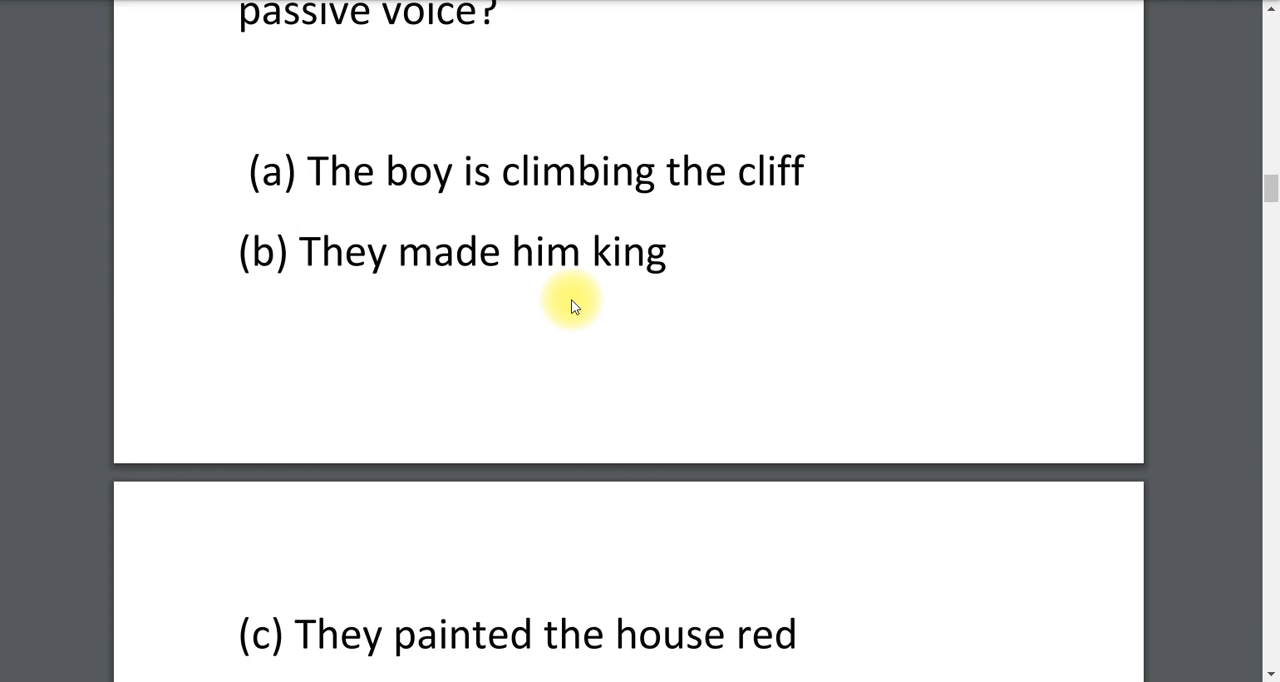 passive voice?
(a) The boy is climbing the cliff
(b) They made him king
(c) They painted the house red